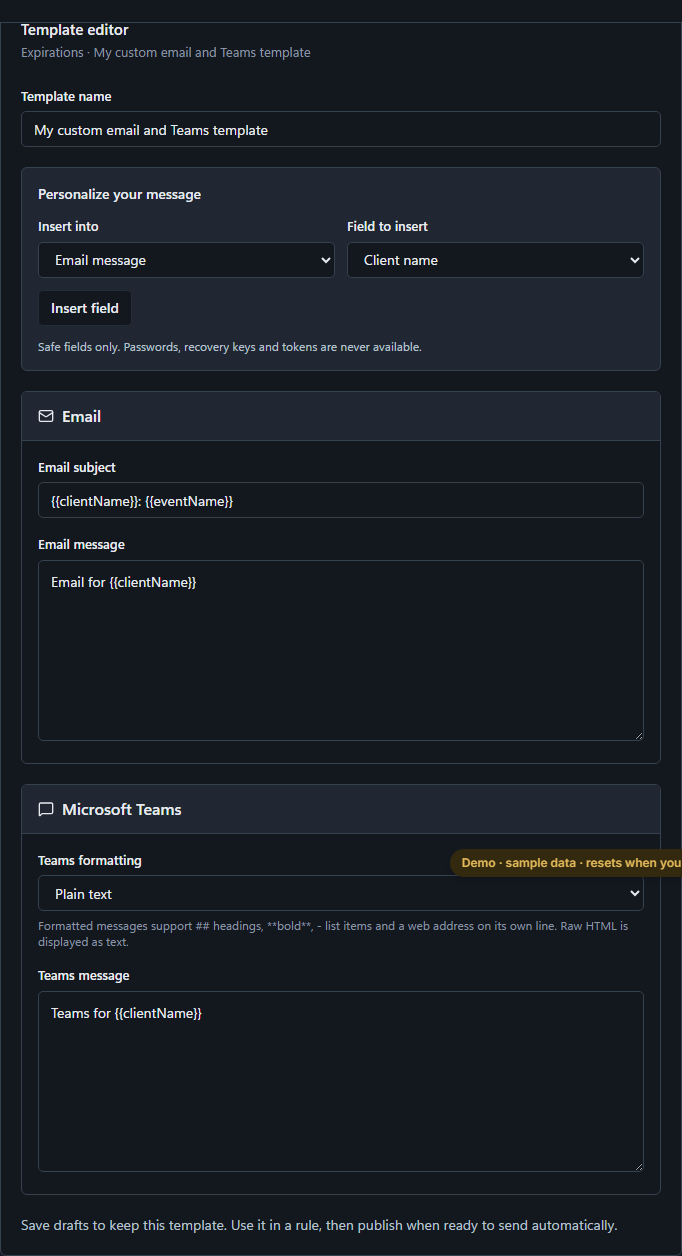 Template editor
Expirations · My custom email and Teams template
Template name
My custom email and Teams template
Personalize your message
Insert into
Field to insert
Email message
Client name
Insert field
Safe fields only. Passwords, recovery keys and tokens are never available.
Email
Email subject
{{clientName}}: {{eventName}}
Email message
Email for {{clientName}}
Microsoft Teams
Teams formatting
Demo · sample data · resets when you
Plain text
Formatted messages support ## headings, **bold**, - list items and a web address on its own line. Raw HTML is
displayed as text.
Teams message
Teams for {{clientName}}
Save drafts to keep this template. Use it in a rule, then publish when ready to send automatically.